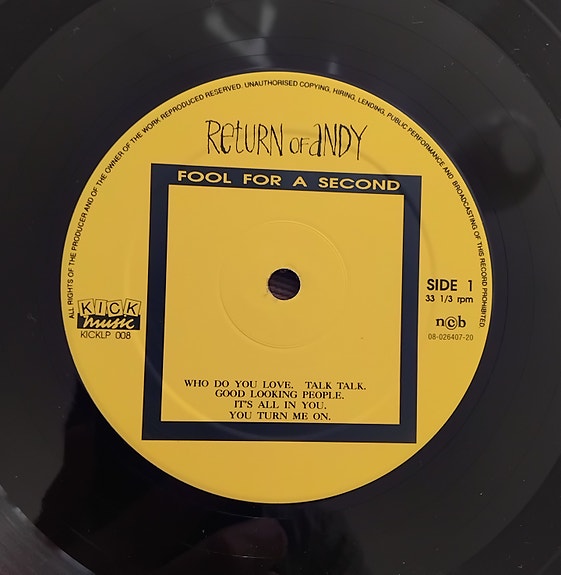 ALL RIGHTS OF THE PRODUCER AND OF THE OWNER OF THE WORK REPRODUCED RESERVED. UNAUTHORISED COPYING, HIRING, LENDING, PUBLIC PERFORMANCE AND BROADCASTING OF THIS RECORD PROHIBITED.
RETURN OF aNDY
FOOL FOR A SECOND
SIDE 1
33 1/3 rpm
KICK
music
KICKLP 008
ncb
08-026407-20
WHO DO YOU LOVE. TALK TALK.
GOOD LOOKING PEOPLE.
IT'S ALL IN YOU.
YOU TURN ME ON.